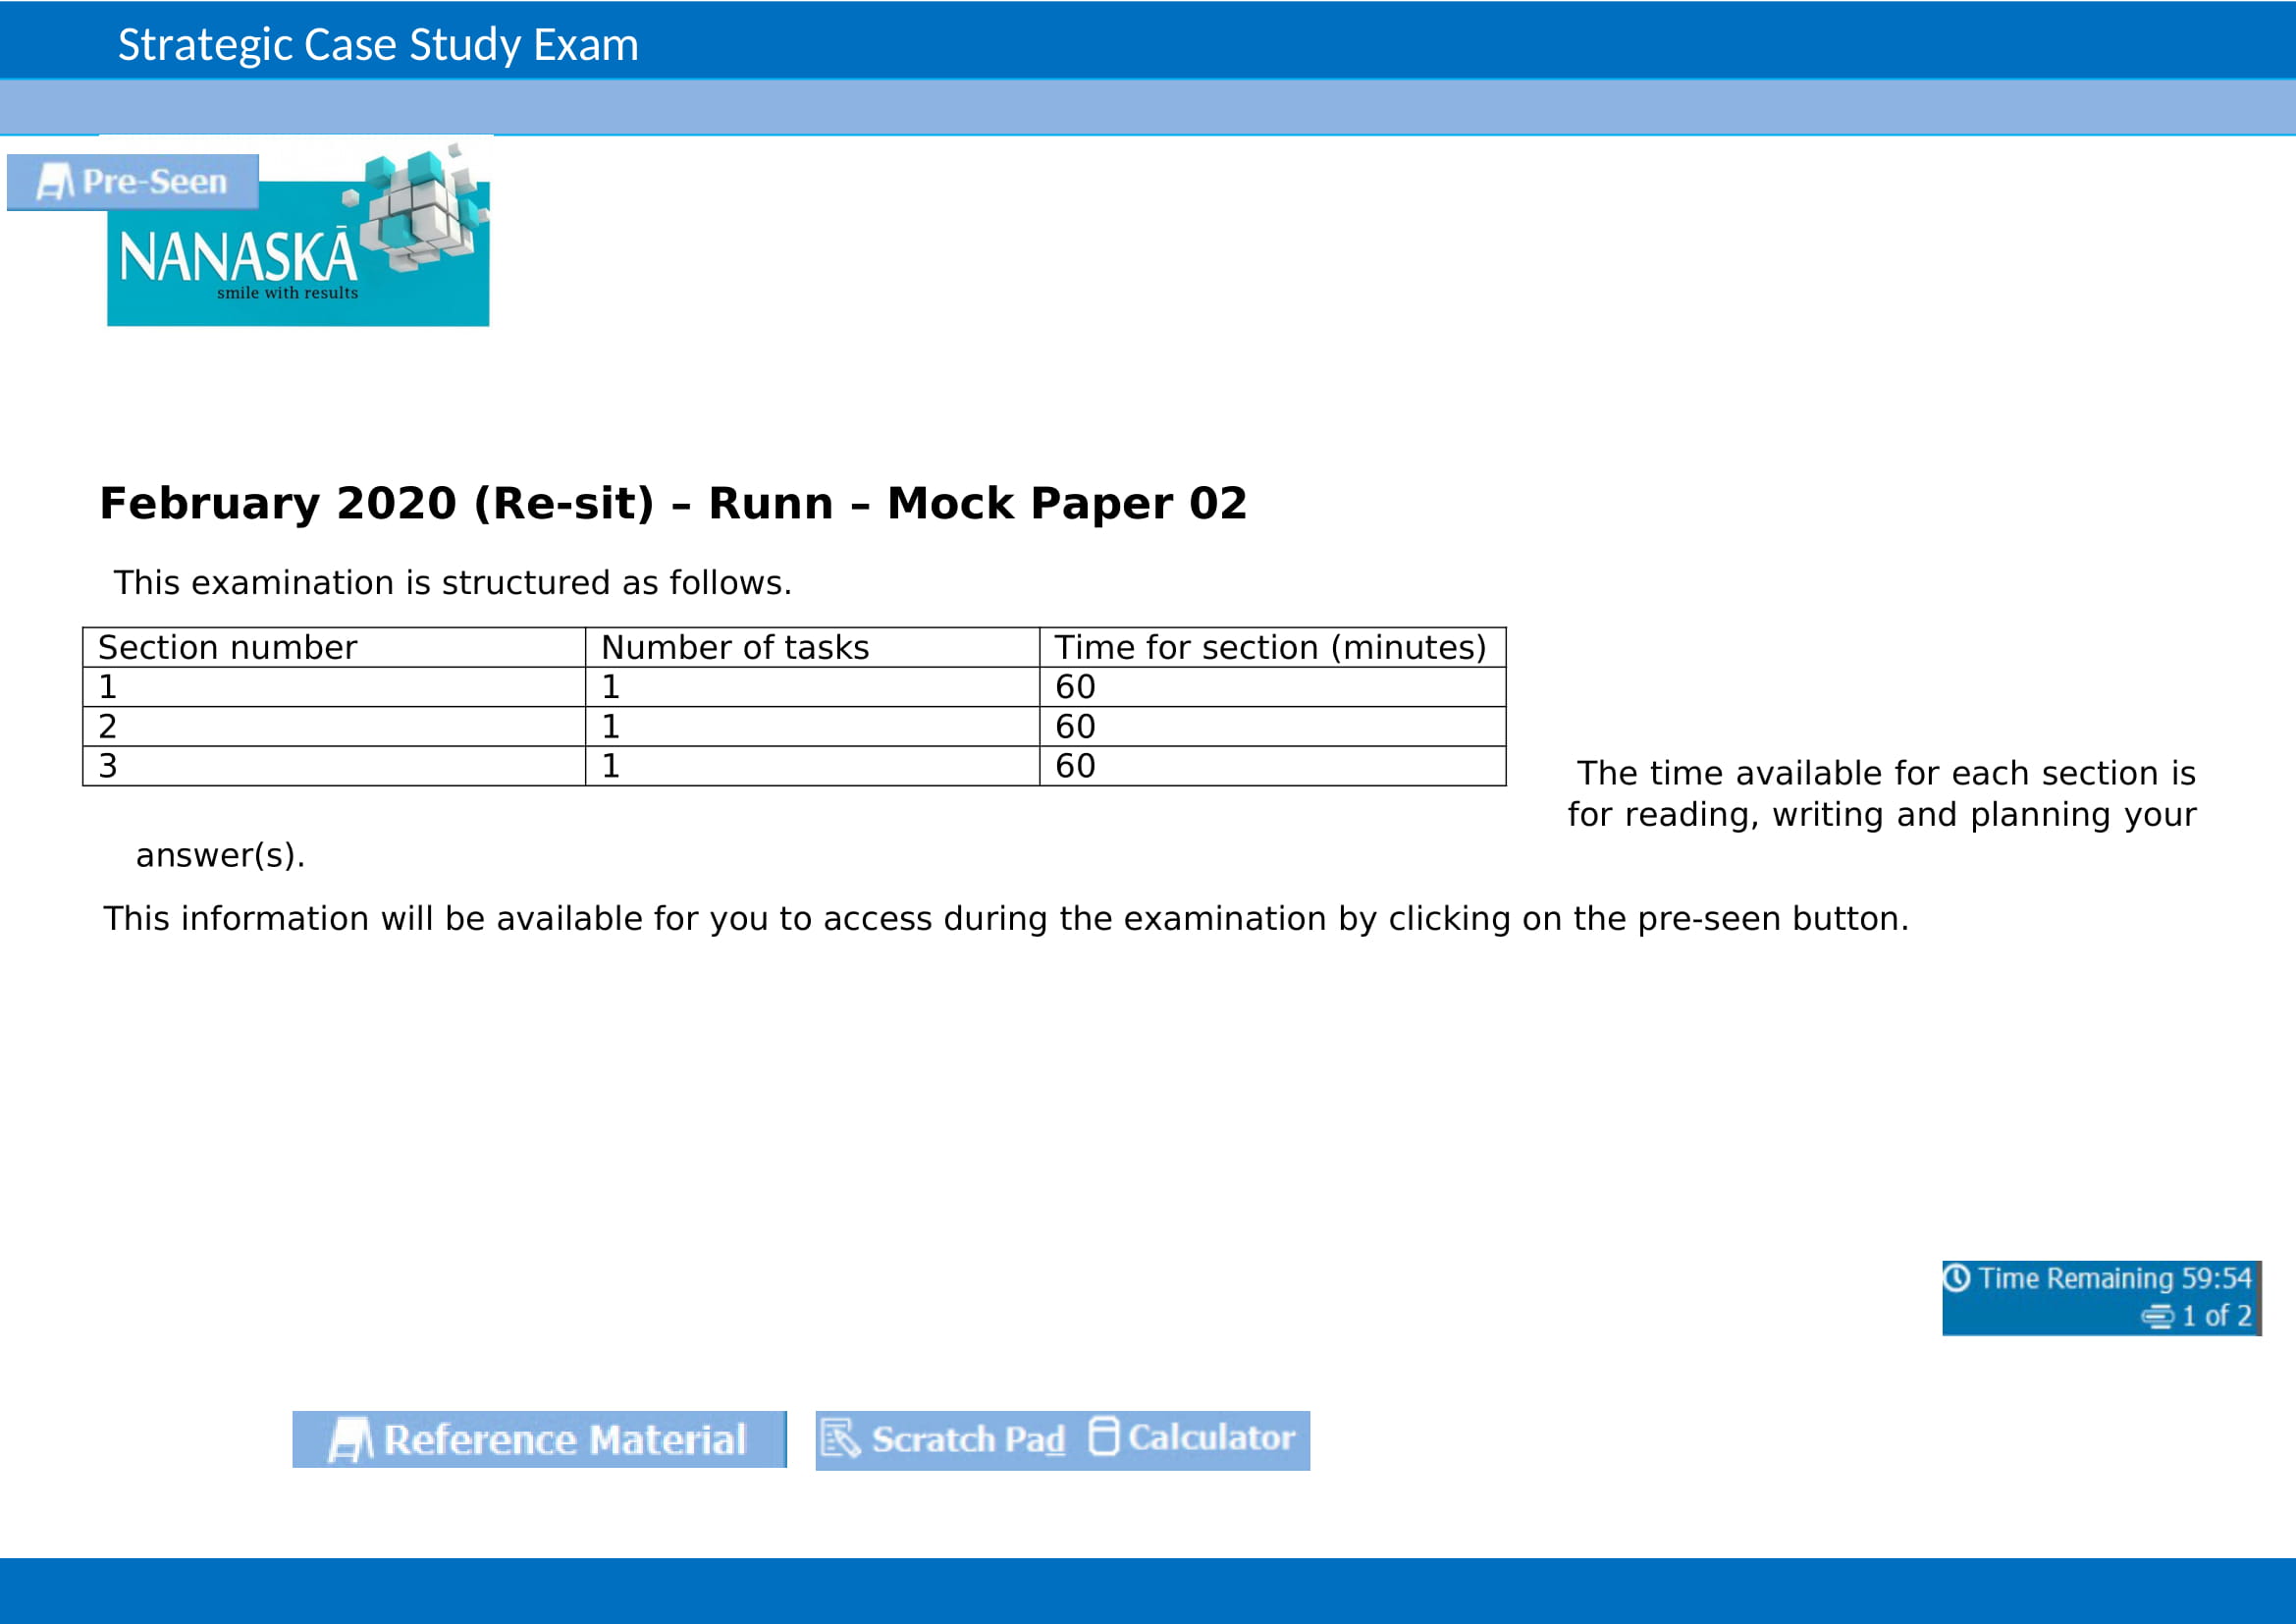 Strategic Case Study Exam
Pre-Seen
NANASKĀ
smile with results
February 2020 (Re-sit) – Runn – Mock Paper 02
This examination is structured as follows.
Section number Number of tasks Time for section (minutes)
1 1 60
2 1 60
3 1 60
The time available for each section is
for reading, writing and planning your
answer(s).
This information will be available for you to access during the examination by clicking on the pre-seen button.
Time Remaining 59:54
1 of 2
Reference Material
Scratch Pad Calculator